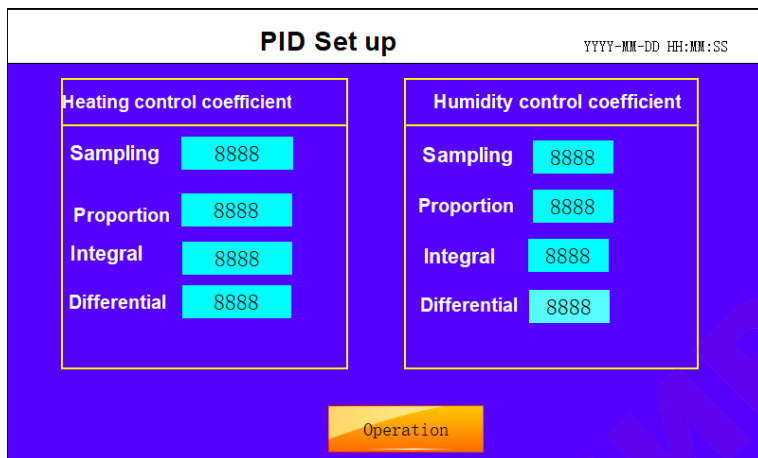 PID Set up
YYYY-MM-DD HH:MM:SS
Heating control coefficient
Sampling 8888
Proportion 8888
Integral 8888
Differential 8888
Humidity control coefficient
Sampling 8888
Proportion 8888
Integral 8888
Differential 8888
Operation